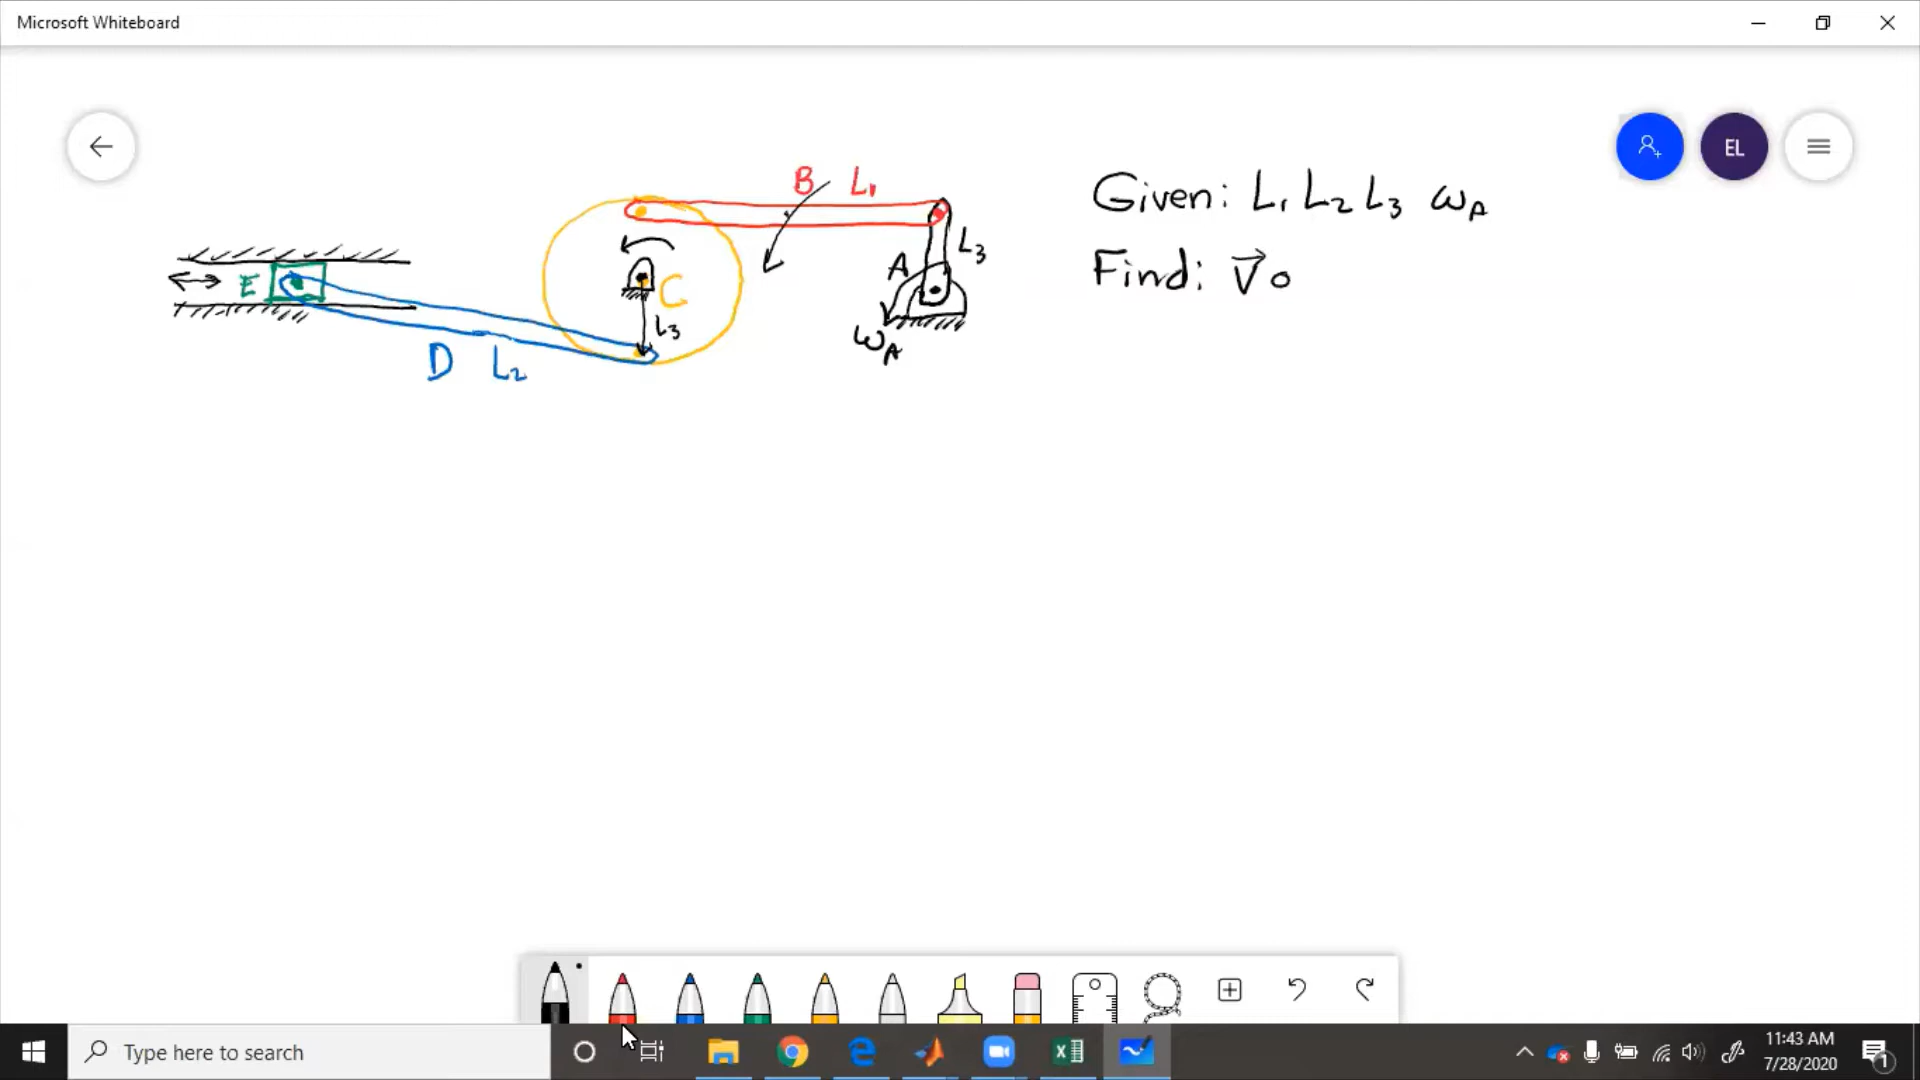 Microsoft Whiteboard
EL
B L₁
Given: L₁ L₂ L₃ ωA
L₃
A
Find: V⃗o
E
C
L₃
ωA
D L₂
Type here to search
11:43 AM
7/28/2020
1